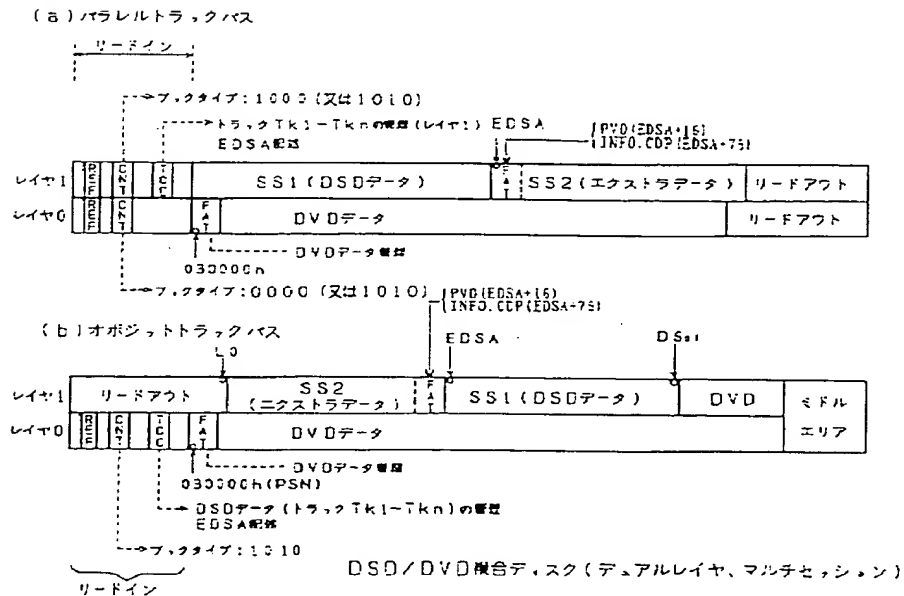 (a)パラレルトラックパス
リードイン
ブックタイプ:1000(又は1010)
トラックTk1~Tknの管理(レイヤ1) EDSA
EDSA記述
PVD(EDSA+16)
INFO.CDP(EDSA+75)
レイヤ1 REF CNT TOC SS1(DSDデータ) FAT SS2(エクストラデータ) リードアウト
レイヤ0 REF CNT FAT DVDデータ リードアウト
DVDデータ管理
030000h
ブックタイプ:0000(又は1010)
PVD(EDSA+16)
INFO.CDP(EDSA+75)
(b)オポジットトラックパス
L0 EDSA DSs1
レイヤ1 リードアウト SS2 (エクストラデータ) FAT SS1(DSDデータ) DVD ミドル
レイヤ0 REF CNT TOC FAT DVDデータ エリア
DVDデータ管理
030000h(PSN)
DSDデータ(トラックTk1~Tkn)の管理
EDSA記述
ブックタイプ:1010
リードイン
DSD/DVD複合ディスク(デュアルレイヤ、マルチセッション)